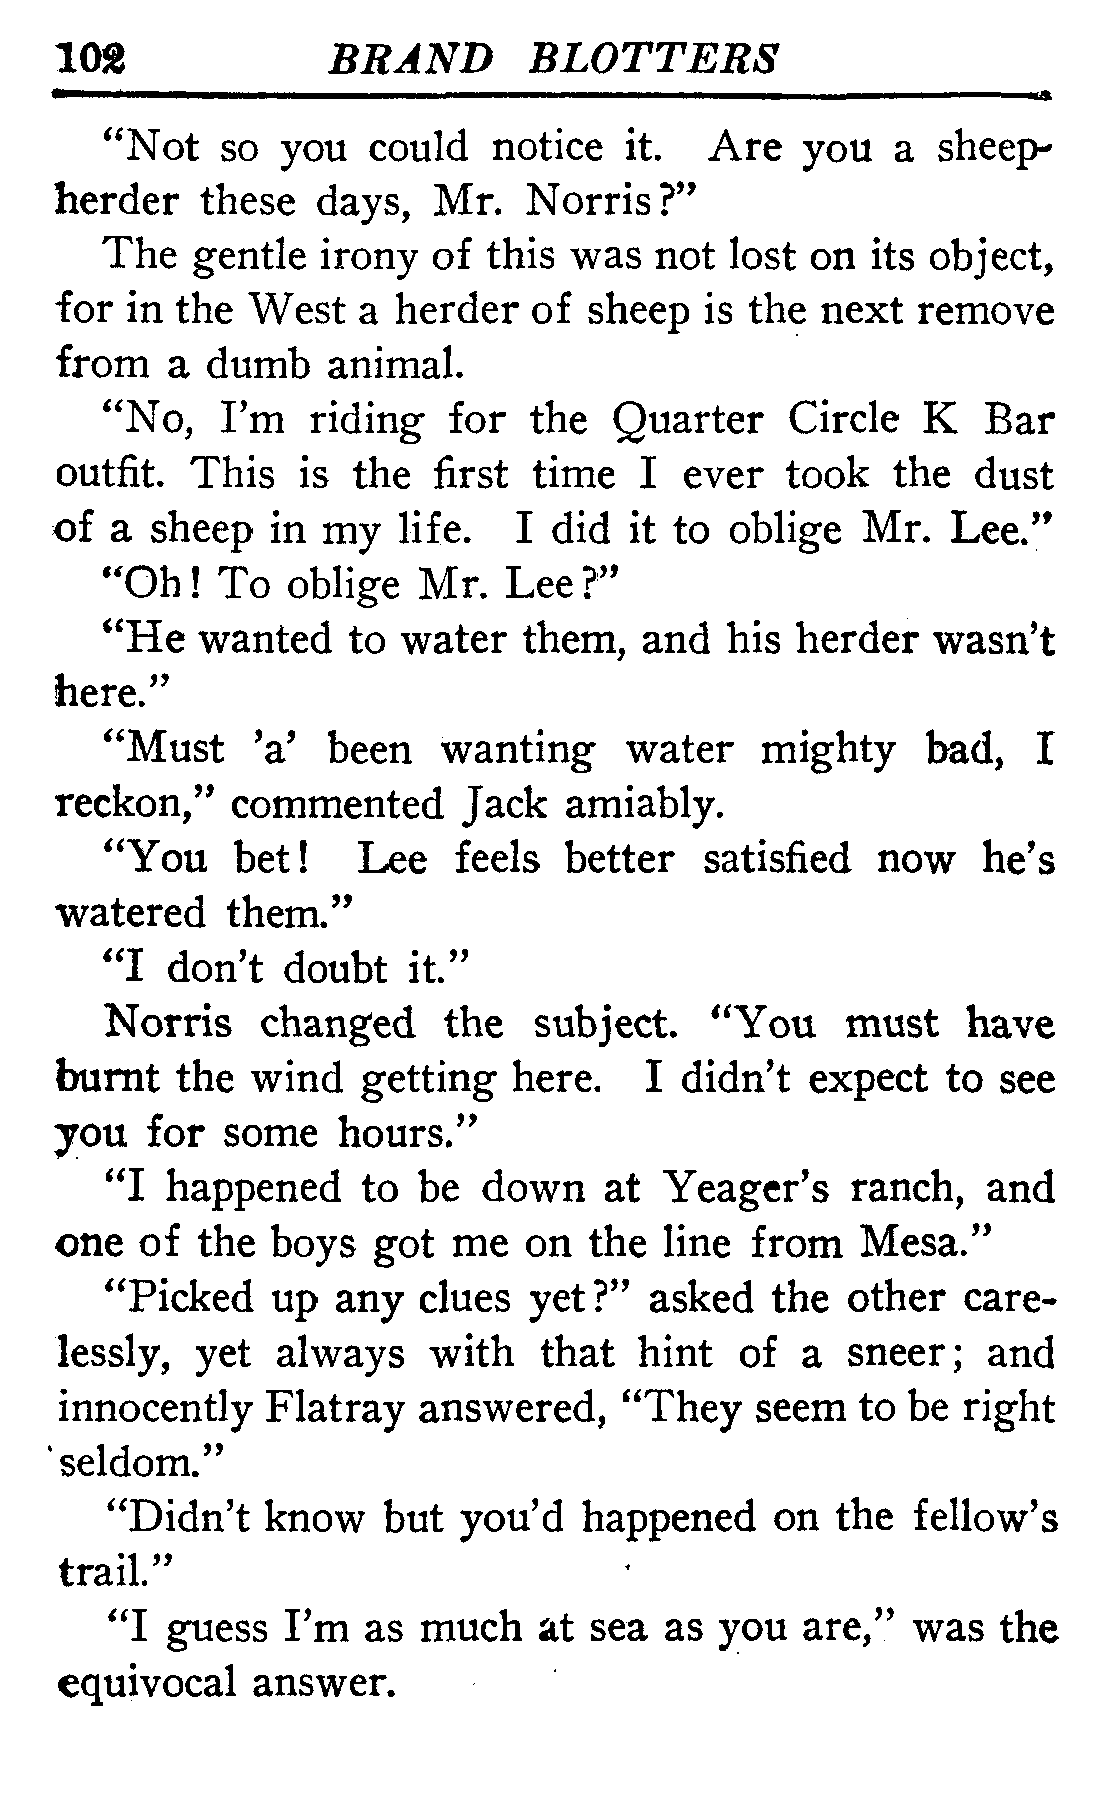 102 BRAND BLOTTERS
“Not so you could notice it. Are you a sheep-
herder these days, Mr. Norris?”
The gentle irony of this was not lost on its object,
for in the West a herder of sheep is the next remove
from a dumb animal.
“No, I’m riding for the Quarter Circle K Bar
outfit. This is the first time I ever took the dust
of a sheep in my life. I did it to oblige Mr. Lee.”
“Oh! To oblige Mr. Lee?”
“He wanted to water them, and his herder wasn’t
here.”
“Must ’a’ been wanting water mighty bad, I
reckon,” commented Jack amiably.
“You bet! Lee feels better satisfied now he’s
watered them.”
“I don’t doubt it.”
Norris changed the subject. “You must have
burnt the wind getting here. I didn’t expect to see
you for some hours.”
“I happened to be down at Yeager’s ranch, and
one of the boys got me on the line from Mesa.”
“Picked up any clues yet?” asked the other care-
lessly, yet always with that hint of a sneer; and
innocently Flatray answered, “They seem to be right
seldom.”
“Didn’t know but you’d happened on the fellow’s
trail.”
“I guess I’m as much at sea as you are,” was the
equivocal answer.